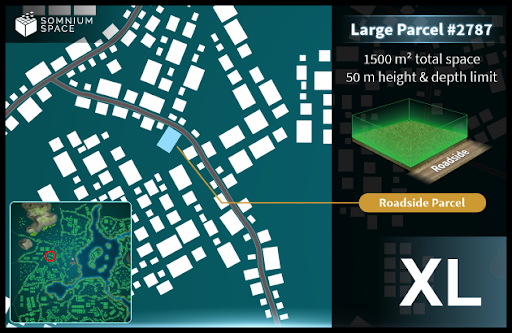 SOMNIUM
SPACE
Large Parcel #2787
1500 m² total space
50 m height & depth limit
Roadside
Roadside Parcel
XL